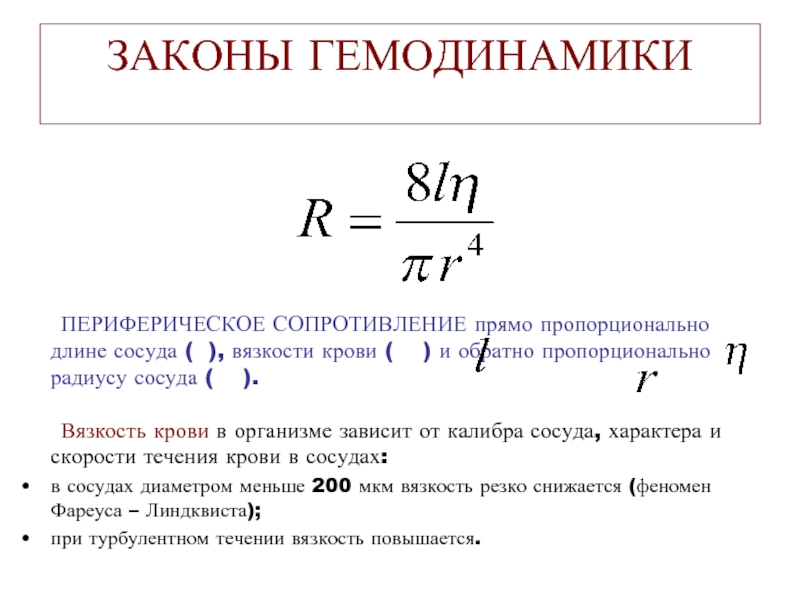 ЗАКОНЫ ГЕМОДИНАМИКИ
R = 8lη / πr⁴
ПЕРИФЕРИЧЕСКОЕ СОПРОТИВЛЕНИЕ прямо пропорционально
длине сосуда ( ), вязкости крови ( ) и обратно пропорционально
l η
радиусу сосуда ( ).
r
Вязкость крови в организме зависит от калибра сосуда, характера и
скорости течения крови в сосудах:
• в сосудах диаметром меньше 200 мкм вязкость резко снижается (феномен
Фареуса – Линдквиста);
• при турбулентном течении вязкость повышается.